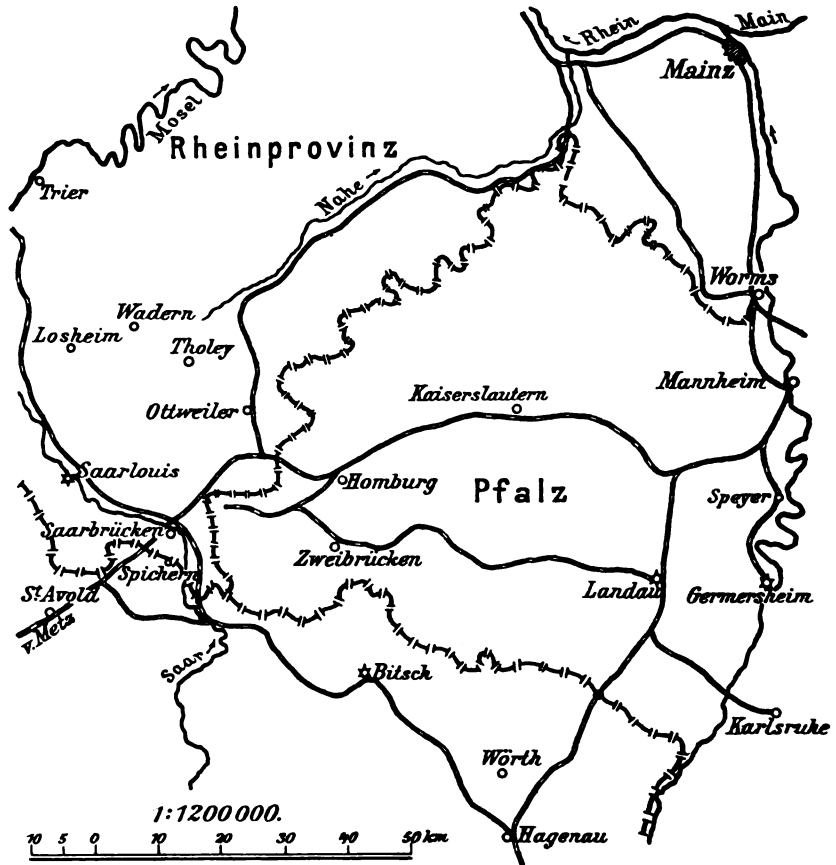 Rhein
Main
Mainz
Mosel
Rheinprovinz
Trier
Nahe
Worms
Wadern
Losheim
Tholey
Mannheim
Kaiserslautern
Ottweiler
Saarlouis
Homburg
Pfalz
Speyer
Saarbrücken
Zweibrücken
Spichern
St. Avold
Landau
Germersheim
v. Metz
Saar
Bitsch
Karlsruhe
Wörth
1:1200000.
10 5 0 10 20 30 40 50 km
Hagenau